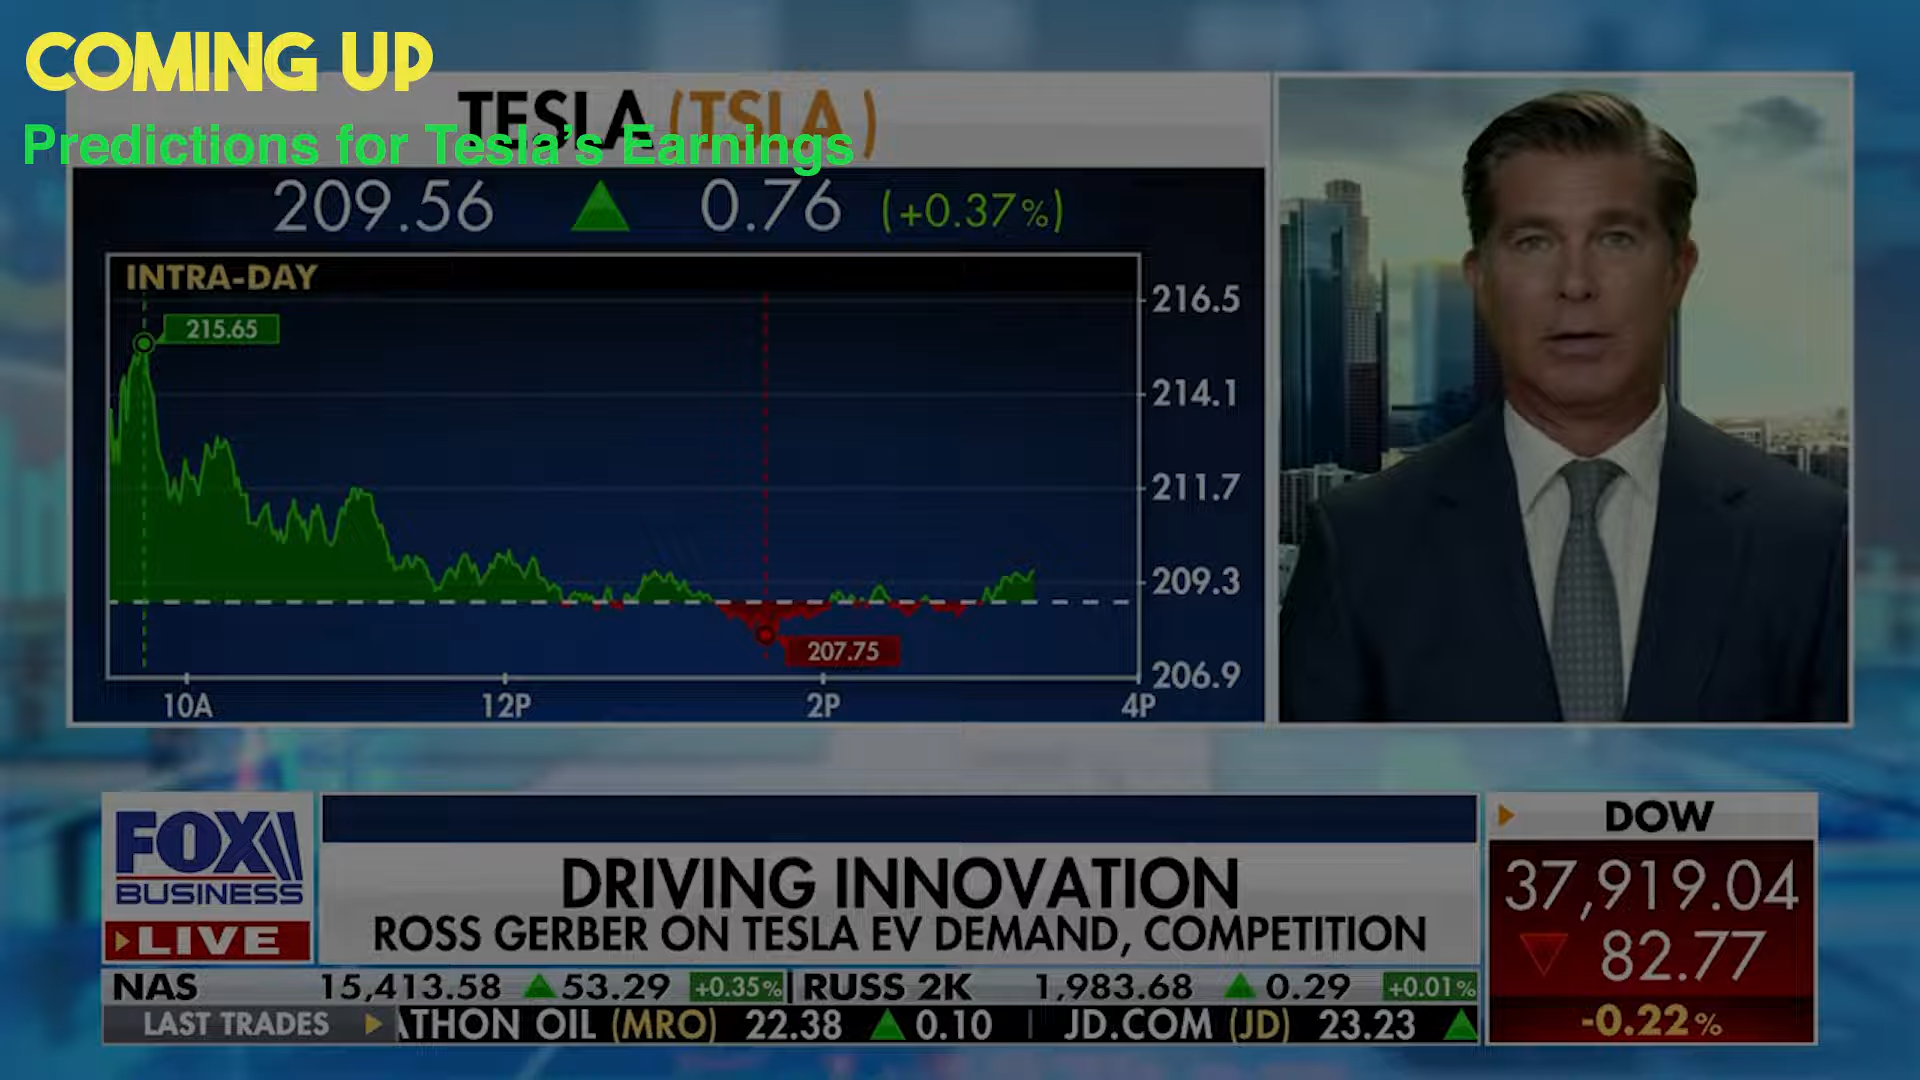 COMING UP
TESLA (TSLA)
Predictions for Tesla's Earnings
209.56 0.76 (+0.37%)
INTRA-DAY
215.65
216.5
214.1
211.7
209.3
207.75
206.9
10A 12P 2P 4P
FOX
BUSINESS
LIVE
DRIVING INNOVATION
ROSS GERBER ON TESLA EV DEMAND, COMPETITION
DOW
37,919.04
82.77
-0.22%
NAS 15,413.58 53.29 +0.35% RUSS 2K 1,983.68 0.29 +0.01%
LAST TRADES ATHON OIL (MRO) 22.38 0.10 JD.COM (JD) 23.23